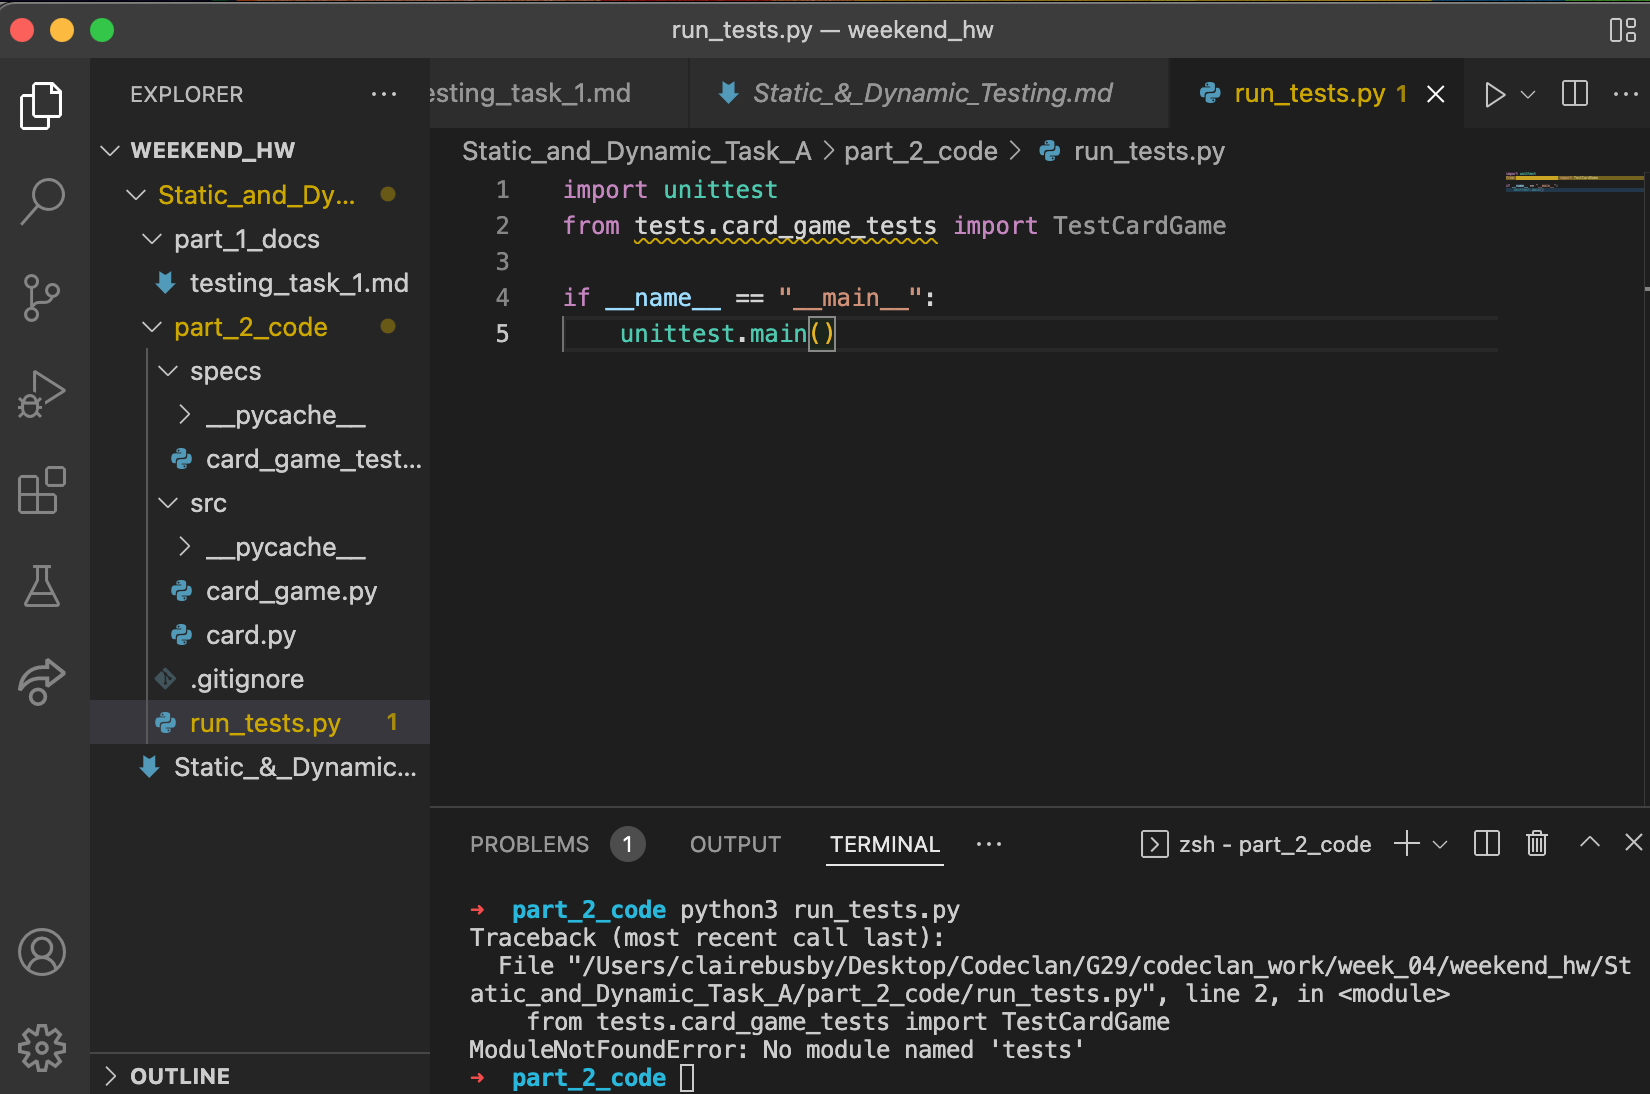 run_tests.py — weekend_hw
EXPLORER
WEEKEND_HW
Static_and_Dy...
part_1_docs
testing_task_1.md
part_2_code
specs
__pycache__
card_game_test...
src
__pycache__
card_game.py
card.py
.gitignore
run_tests.py 1
Static_&_Dynamic...
OUTLINE
esting_task_1.md Static_&_Dynamic_Testing.md run_tests.py 1
Static_and_Dynamic_Task_A > part_2_code > run_tests.py
1 import unittest
2 from tests.card_game_tests import TestCardGame
3
4 if __name__ == "__main__":
5 unittest.main()
PROBLEMS 1 OUTPUT TERMINAL ... zsh - part_2_code
→ part_2_code python3 run_tests.py
Traceback (most recent call last):
File "/Users/clairebusby/Desktop/Codeclan/G29/codeclan_work/week_04/weekend_hw/St
atic_and_Dynamic_Task_A/part_2_code/run_tests.py", line 2, in <module>
from tests.card_game_tests import TestCardGame
ModuleNotFoundError: No module named 'tests'
→ part_2_code